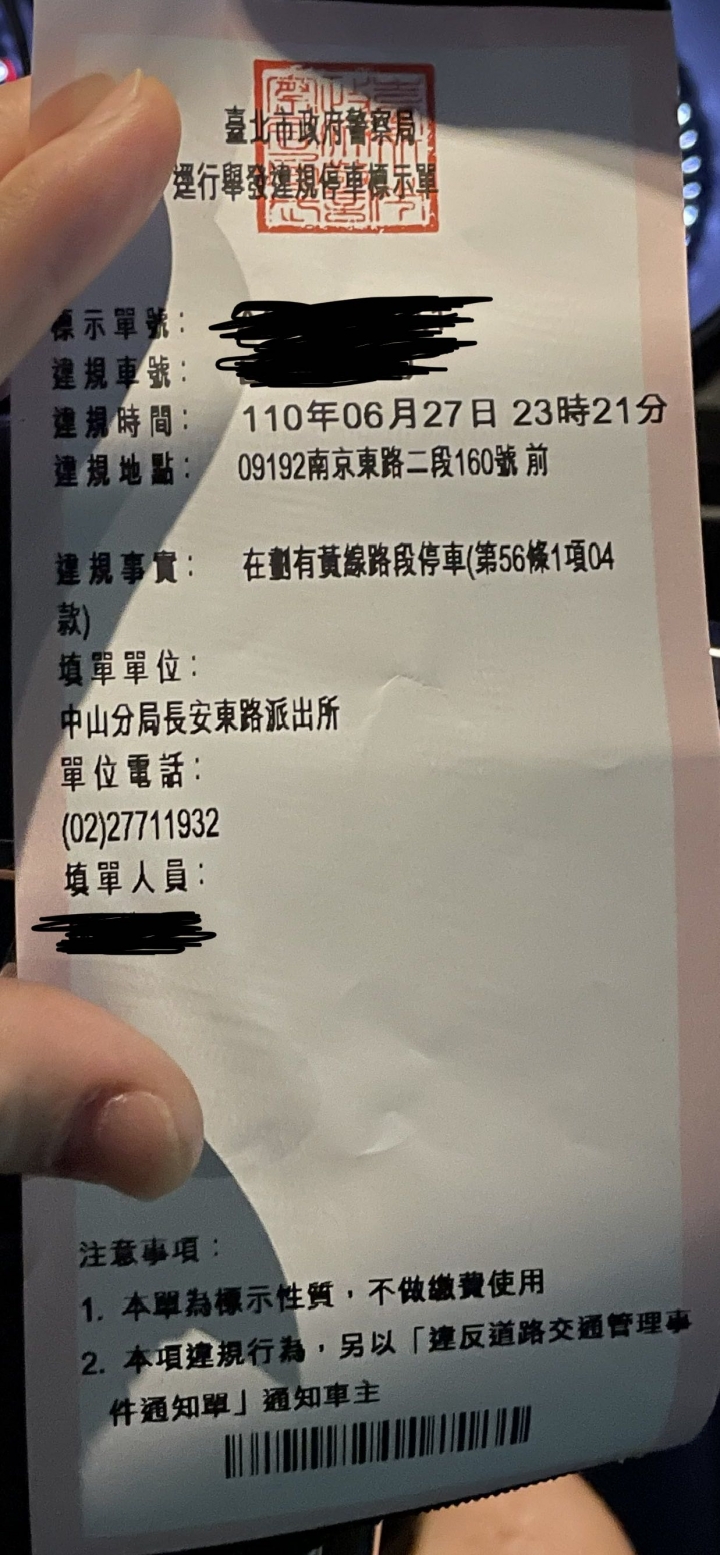 臺北市政府警察局
逕行舉發違規停車標示單
標示單號：
違規車號：
違規時間： 110年06月27日 23時21分
違規地點： 09192南京東路二段160號 前
違規事實： 在劃有黃線路段停車(第56條1項04
款)
填單單位：
中山分局長安東路派出所
單位電話：
(02)27711932
填單人員：
注意事項：
1. 本單為標示性質，不做繳費使用
2. 本項違規行為，另以「違反道路交通管理事
件通知單」通知車主